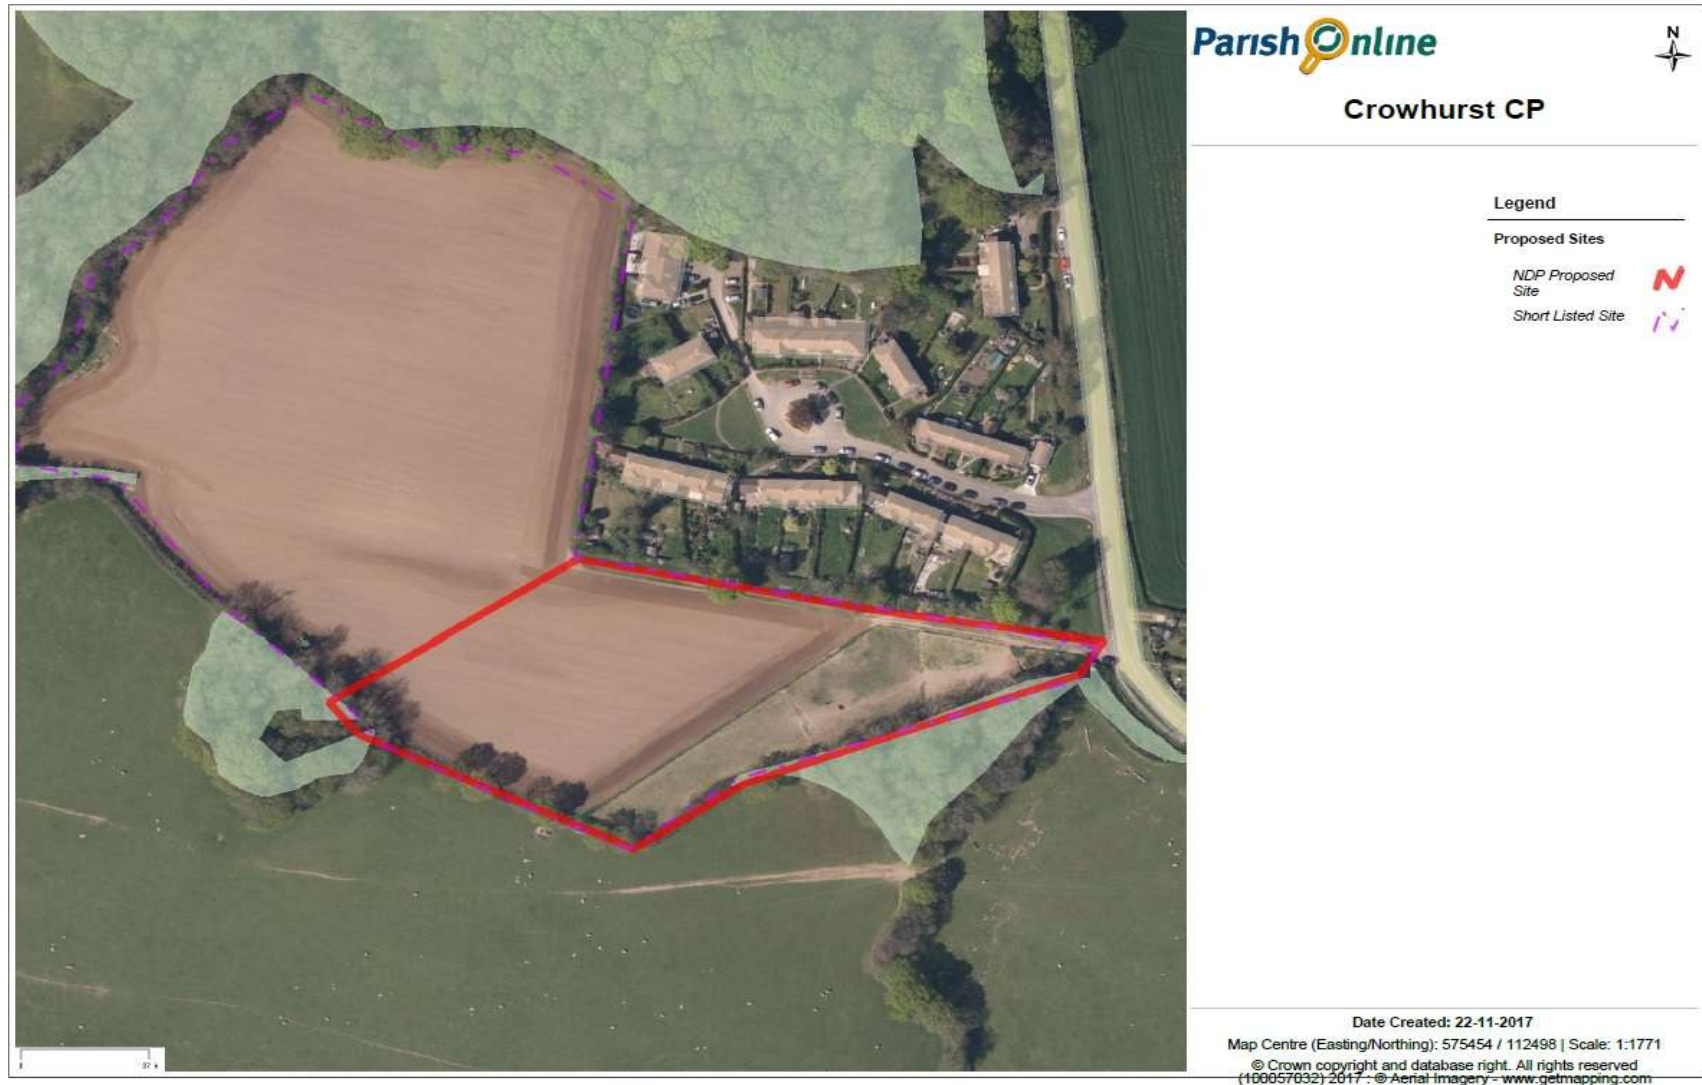 Parish Online
N
Crowhurst CP
Legend
Proposed Sites
NDP Proposed
Site
Short Listed Site
Date Created: 22-11-2017
Map Centre (Easting/Northing): 575454 / 112498 | Scale: 1:1771
© Crown copyright and database right. All rights reserved
(100057032) 2017 : © Aerial Imagery - www.getmapping.com